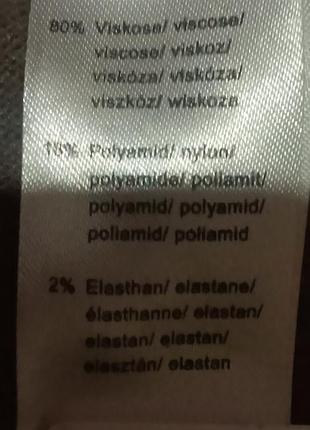 80% Viskose/ viscose/
viscose/ viskoz/
viskóza/ viskóza/
viszkóz/ wiskoza
18% Polyamid/ nylon/
polyamide/ poliamit/
polyamid/ polyamid/
poliamid/ poliamid
2% Elasthan/ elastane/
élasthanne/ elastan/
elastan/ elastan/
elasztán/ elastan